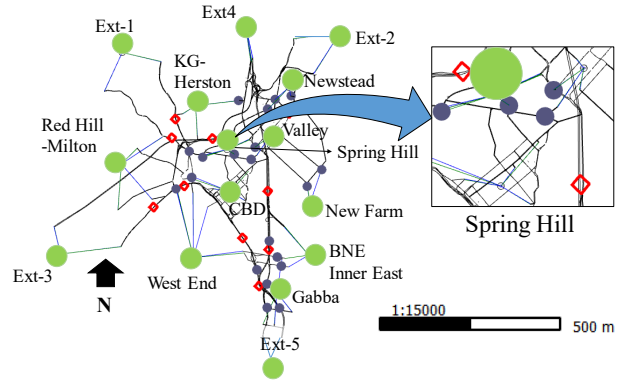 Ext-1
Ext4
Ext-2
KG-
Herston
Newstead
Red Hill
-Milton
Valley
Spring Hill
CBD
New Farm
Ext-3
N
West End
BNE
Inner East
Gabba
Ext-5
Spring Hill
1:15000
500 m